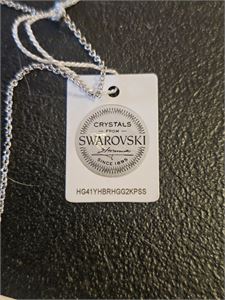 CRYSTALS
FROM
SWAROVSKI
SINCE 1895
HG41YHBRHGG2KPSS